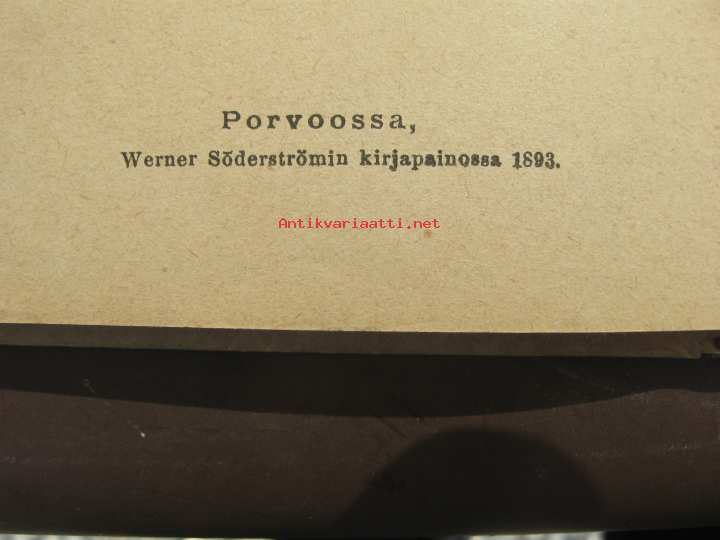 Porvoossa,
Werner Söderströmin kirjapainossa 1893.
Antikvariaatti.net